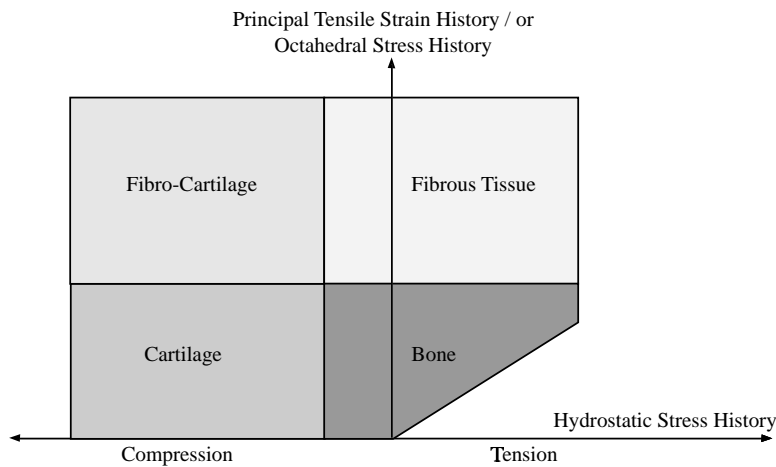 Principal Tensile Strain History / or
Octahedral Stress History
Fibro-Cartilage
Fibrous Tissue
Cartilage
Bone
Hydrostatic Stress History
Compression
Tension